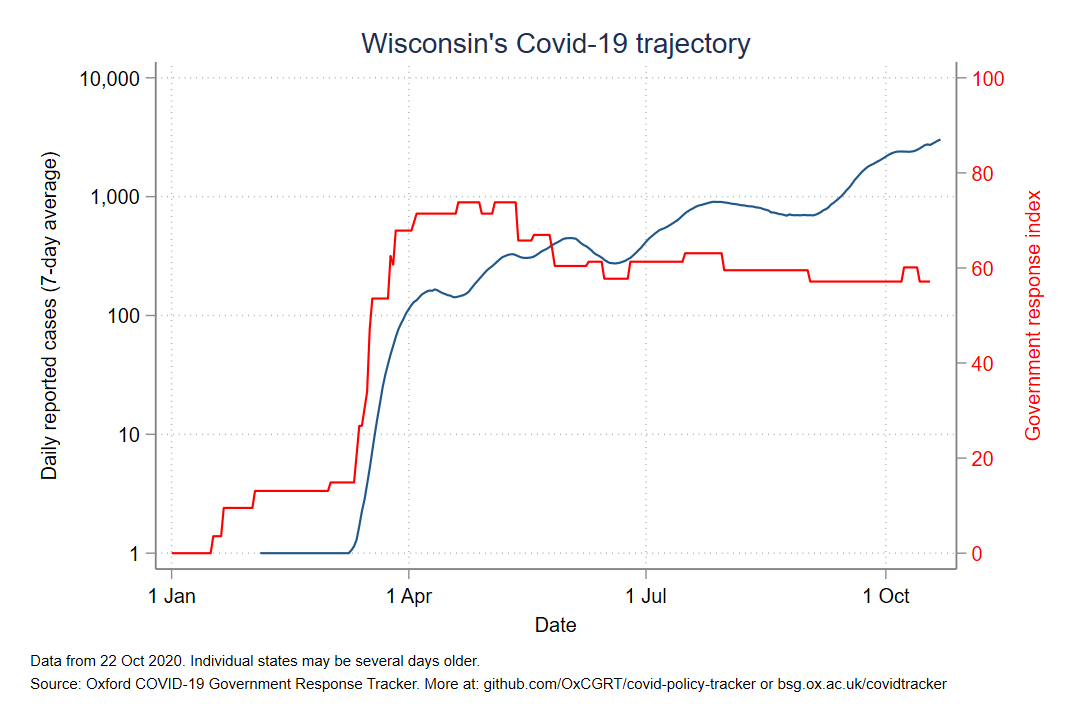 Wisconsin's Covid-19 trajectory
10,000
1,000
100
10
1
Daily reported cases (7-day average)
100
80
60
40
20
0
Government response index
1 Jan
1 Apr
1 Jul
1 Oct
Date
Data from 22 Oct 2020. Individual states may be several days older.
Source: Oxford COVID-19 Government Response Tracker. More at: github.com/OxCGRT/covid-policy-tracker or bsg.ox.ac.uk/covidtracker